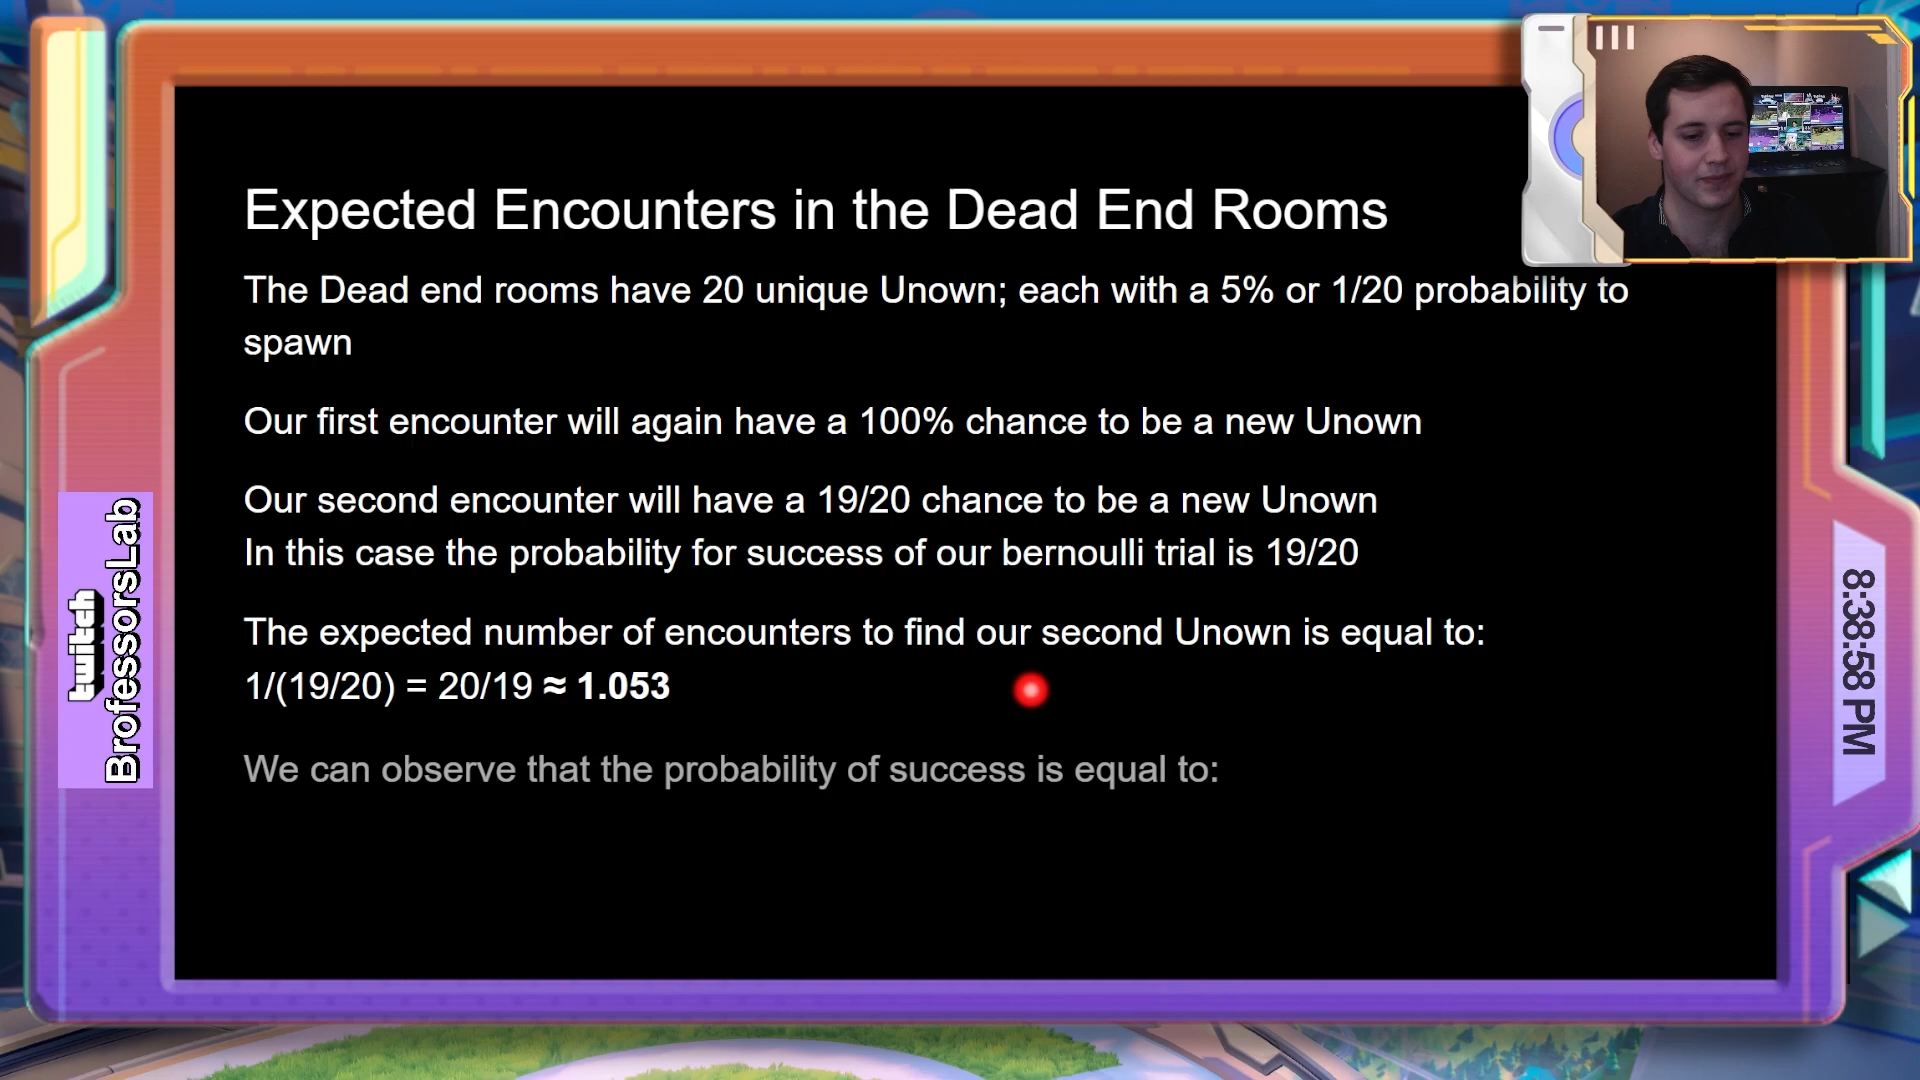 Expected Encounters in the Dead End Rooms
The Dead end rooms have 20 unique Unown; each with a 5% or 1/20 probability to
spawn
Our first encounter will again have a 100% chance to be a new Unown
Our second encounter will have a 19/20 chance to be a new Unown
In this case the probability for success of our bernoulli trial is 19/20
The expected number of encounters to find our second Unown is equal to:
1/(19/20) = 20/19 ≈ 1.053
We can observe that the probability of success is equal to:
twitch
BrofessorsLab
8:38:58 PM